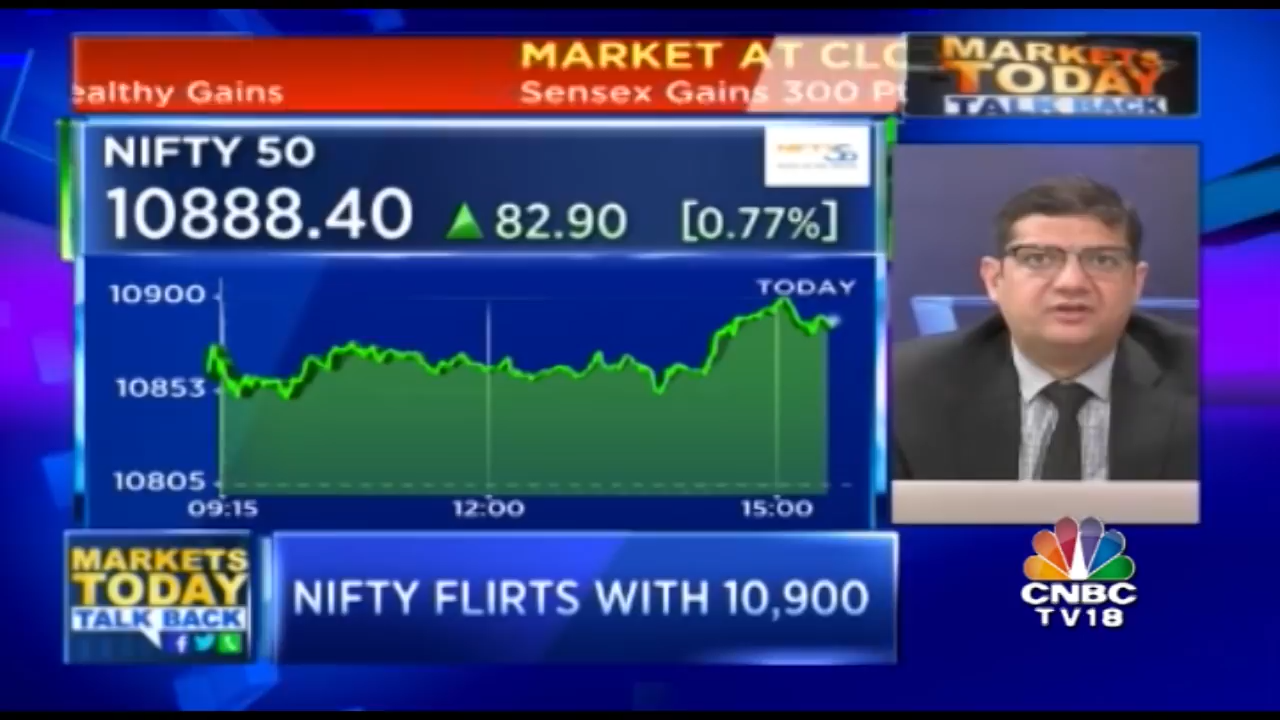 MARKET AT CLO
ealthy Gains
Sensex Gains 300 Pt
MARKETS
TODAY
TALK BACK
NIFTY 50
10888.40 ▲ 82.90 [0.77%]
TODAY
10900
10853
10805
09:15 12:00 15:00
MARKETS
TODAY
TALK BACK
NIFTY FLIRTS WITH 10,900
CNBC
TV18